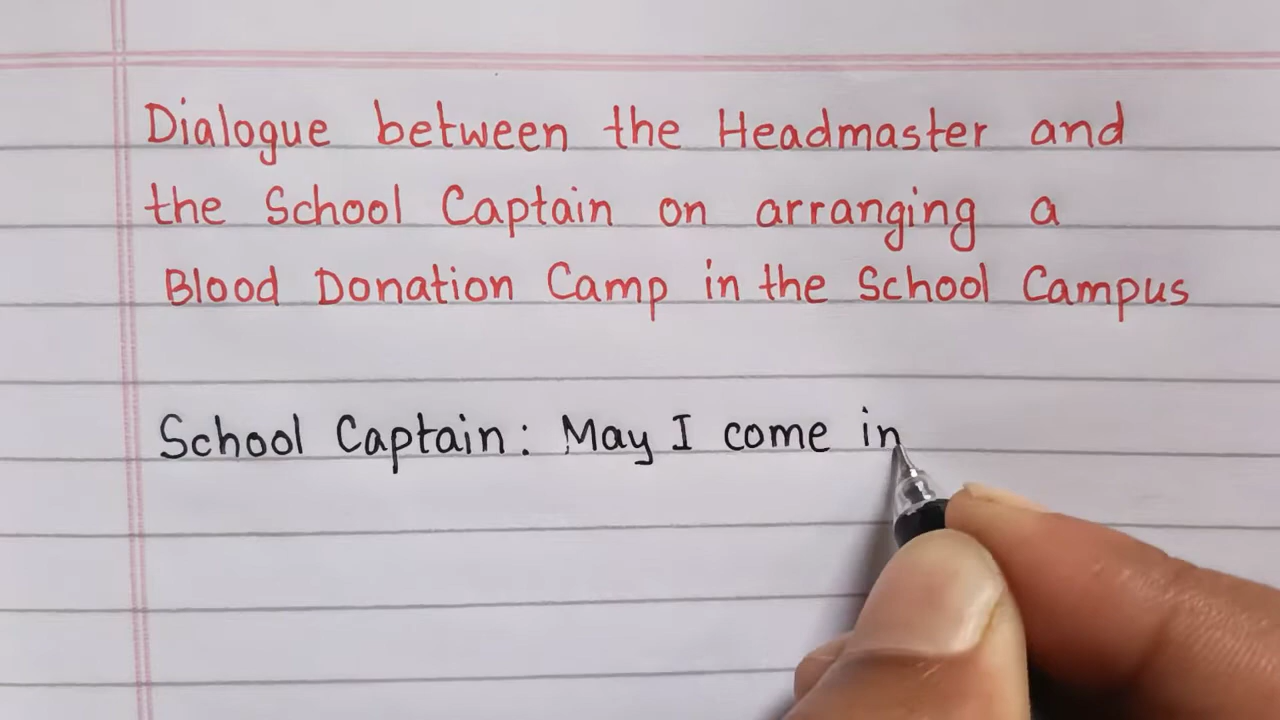 Dialogue between the Headmaster and
the School Captain on arranging a
Blood Donation Camp in the School Campus
School Captain: May I come in